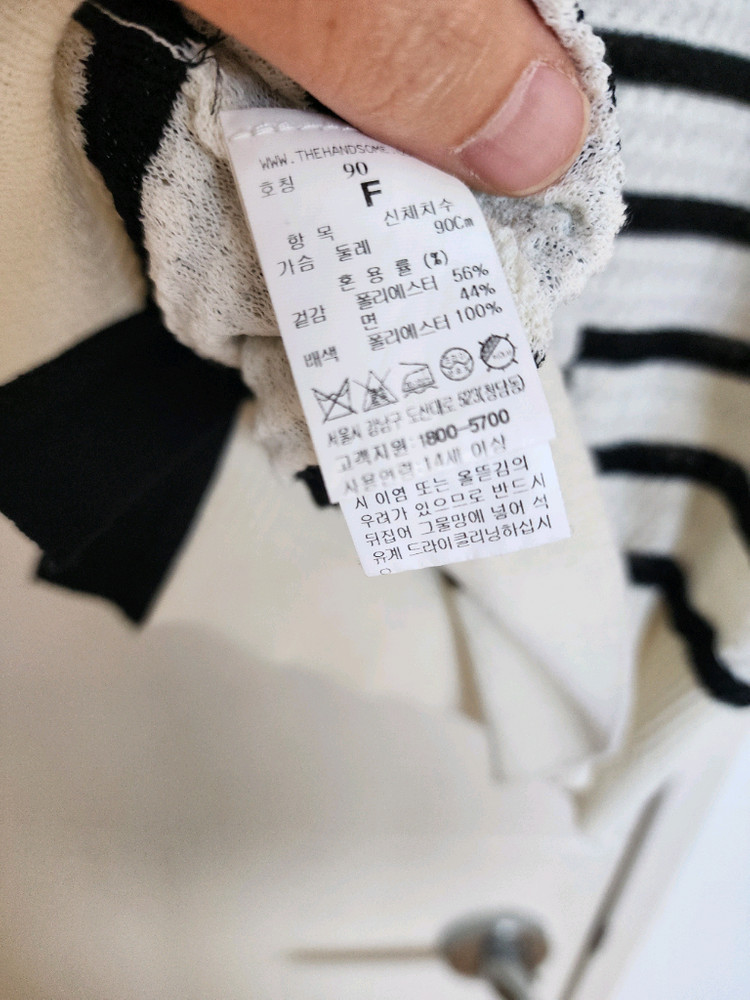 WWW.THEHANDSOME
호칭 90
F
항 목 신체치수
가슴 둘레 90Cm
혼 용 률 (%)
겉감 폴리에스터 56%
면 44%
배색 폴리에스터 100%
서울시 강남구 도산대로 523(청담동)
고객지원:1800-5700
사용연령:14세 이상
시 이염 또는 올뜯김의
우려가 있으므로 반드시
뒤집어 그물망에 넣어 석
유계 드라이클리닝하십시